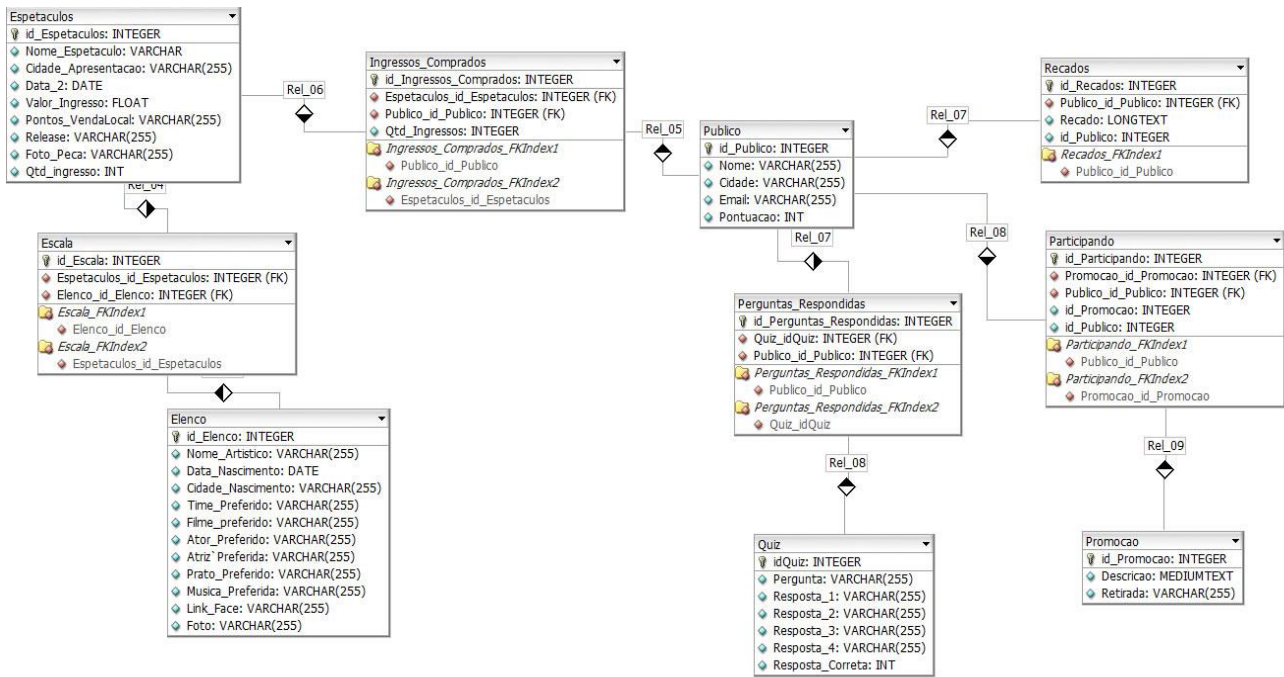 Espetaculos
id_Espetaculos: INTEGER
Nome_Espetaculo: VARCHAR
Cidade_Apresentacao: VARCHAR(255)
Data_2: DATE
Valor_Ingresso: FLOAT
Pontos_VendaLocal: VARCHAR(255)
Release: VARCHAR(255)
Foto_Peca: VARCHAR(255)
Qtd_ingresso: INT
Rel_04
Rel_06
Ingressos_Comprados
id_Ingressos_Comprados: INTEGER
Espetaculos_id_Espetaculos: INTEGER (FK)
Publico_id_Publico: INTEGER (FK)
Qtd_Ingressos: INTEGER
Ingressos_Comprados_FKIndex1
Publico_id_Publico
Ingressos_Comprados_FKIndex2
Espetaculos_id_Espetaculos
Rel_05
Publico
id_Publico: INTEGER
Nome: VARCHAR(255)
Cidade: VARCHAR(255)
Email: VARCHAR(255)
Pontuacao: INT
Rel_07
Recados
id_Recados: INTEGER
Publico_id_Publico: INTEGER (FK)
Recado: LONGTEXT
id_Publico: INTEGER
Recados_FKIndex1
Publico_id_Publico
Escala
id_Escala: INTEGER
Espetaculos_id_Espetaculos: INTEGER (FK)
Elenco_id_Elenco: INTEGER (FK)
Escala_FKIndex1
Elenco_id_Elenco
Escala_FKIndex2
Espetaculos_id_Espetaculos
Rel_07
Rel_08
Participando
id_Participando: INTEGER
Promocao_id_Promocao: INTEGER (FK)
Publico_id_Publico: INTEGER (FK)
id_Promocao: INTEGER
id_Publico: INTEGER
Participando_FKIndex1
Publico_id_Publico
Participando_FKIndex2
Promocao_id_Promocao
Perguntas_Respondidas
id_Perguntas_Respondidas: INTEGER
Quiz_idQuiz: INTEGER (FK)
Publico_id_Publico: INTEGER (FK)
Perguntas_Respondidas_FKIndex1
Publico_id_Publico
Perguntas_Respondidas_FKIndex2
Quiz_idQuiz
Elenco
id_Elenco: INTEGER
Nome_Artistico: VARCHAR(255)
Data_Nascimento: DATE
Cidade_Nascimento: VARCHAR(255)
Time_Preferido: VARCHAR(255)
Filme_preferido: VARCHAR(255)
Ator_Preferido: VARCHAR(255)
Atriz`Preferida: VARCHAR(255)
Prato_Preferido: VARCHAR(255)
Musica_Preferida: VARCHAR(255)
Link_Face: VARCHAR(255)
Foto: VARCHAR(255)
Rel_08
Rel_09
Quiz
idQuiz: INTEGER
Pergunta: VARCHAR(255)
Resposta_1: VARCHAR(255)
Resposta_2: VARCHAR(255)
Resposta_3: VARCHAR(255)
Resposta_4: VARCHAR(255)
Resposta_Correta: INT
Promocao
id_Promocao: INTEGER
Descricao: MEDIUMTEXT
Retirada: VARCHAR(255)